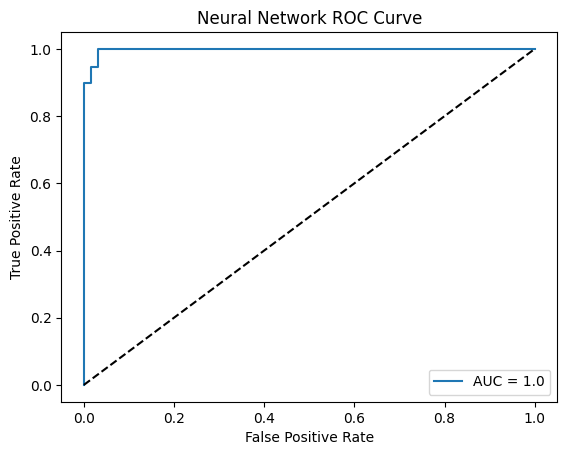 Neural Network ROC Curve
1.0
0.8
0.6
0.4
0.2
0.0
True Positive Rate
AUC = 1.0
0.0 0.2 0.4 0.6 0.8 1.0
False Positive Rate